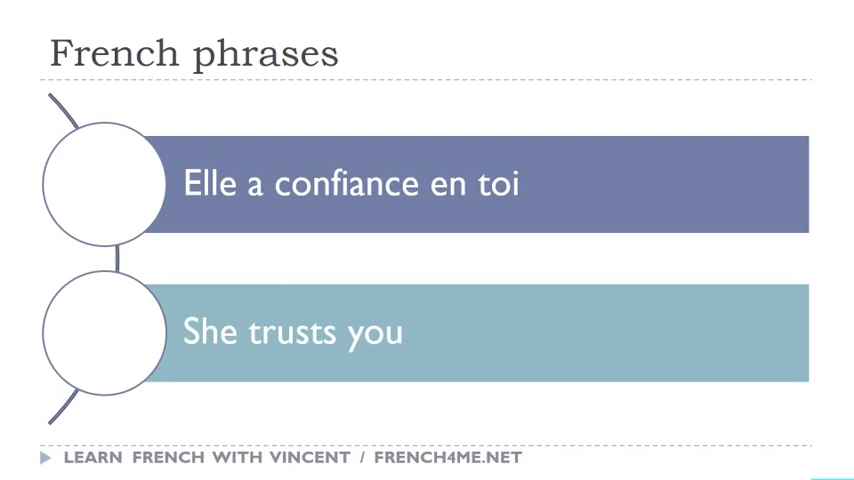 French phrases
Elle a confiance en toi
She trusts you
LEARN FRENCH WITH VINCENT / FRENCH4ME.NET